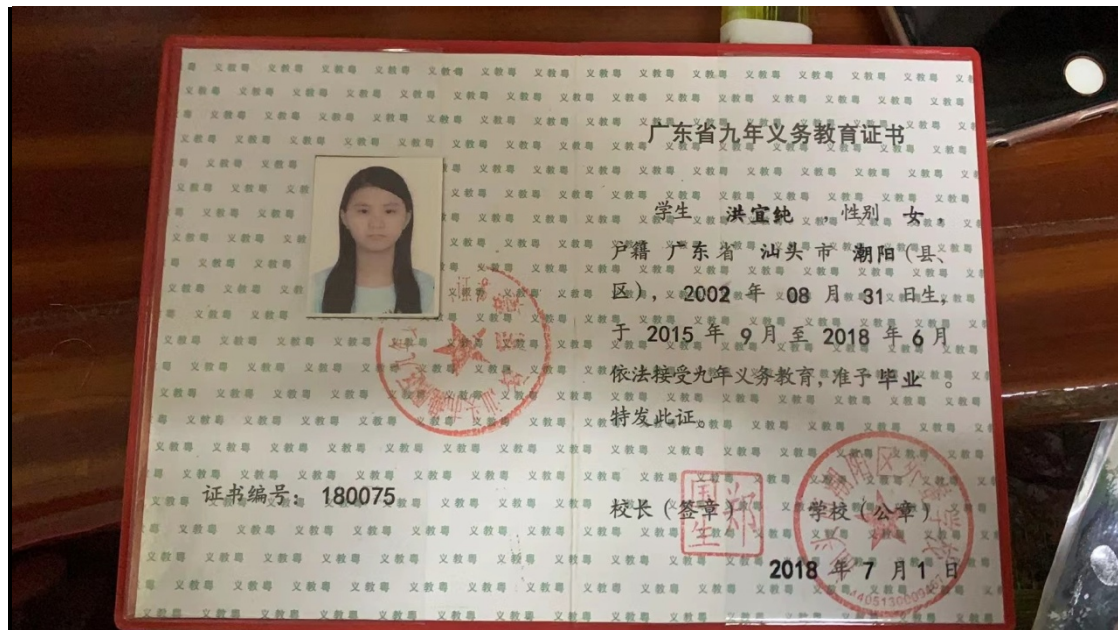 广东省九年义务教育证书
学生 洪宜纯 ,性别 女,
户籍 广东省 汕头市 潮阳(县、
区),2002 年 08 月 31 日生,
于 2015 年 9 月至 2018 年 6 月
依法接受九年义务教育,准予毕业 。
特发此证。
证书编号: 180075
校长(签章)
郑国生
学校(公章)
2018 年 7 月 1 日